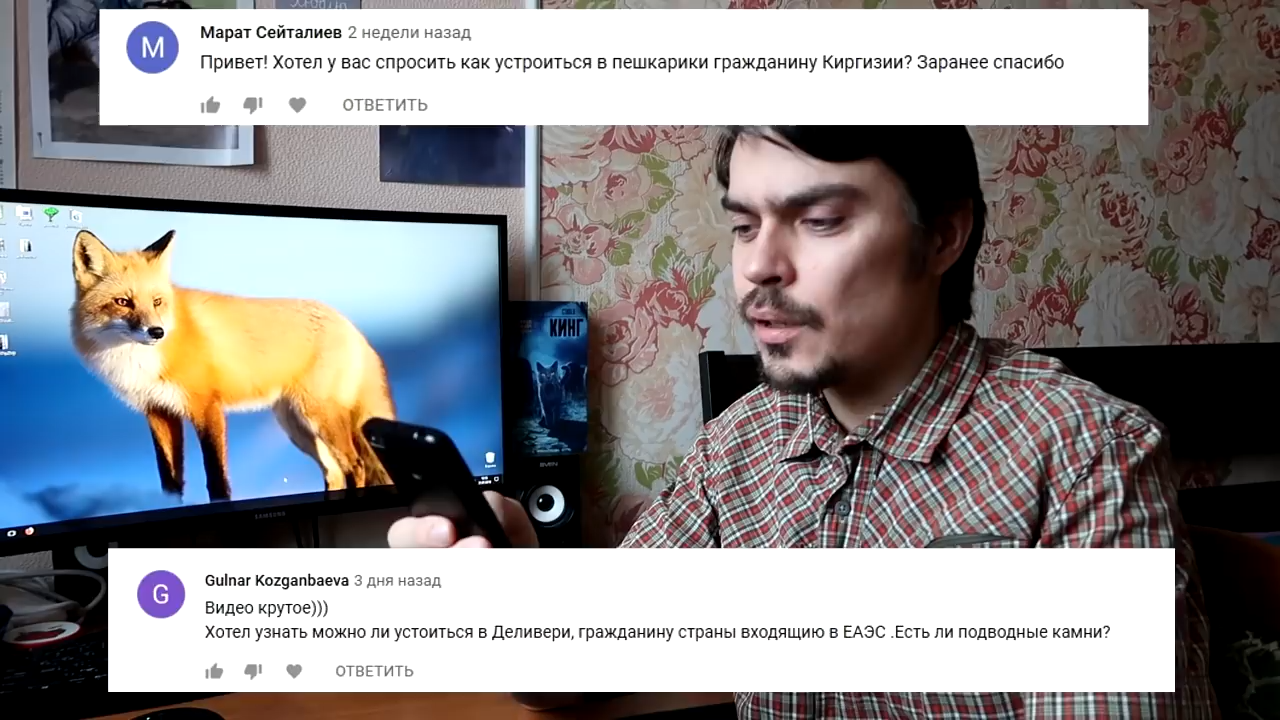 М
Марат Сейталиев 2 недели назад
Привет! Хотел у вас спросить как устроиться в пешкарики гражданину Киргизии? Заранее спасибо
ОТВЕТИТЬ
КИНГ
SVEN
SAMSUNG
G
Gulnar Kozganbaeva 3 дня назад
Видео крутое)))
Хотел узнать можно ли устоиться в Деливери, гражданину страны входящию в ЕАЭС .Есть ли подводные камни?
ОТВЕТИТЬ